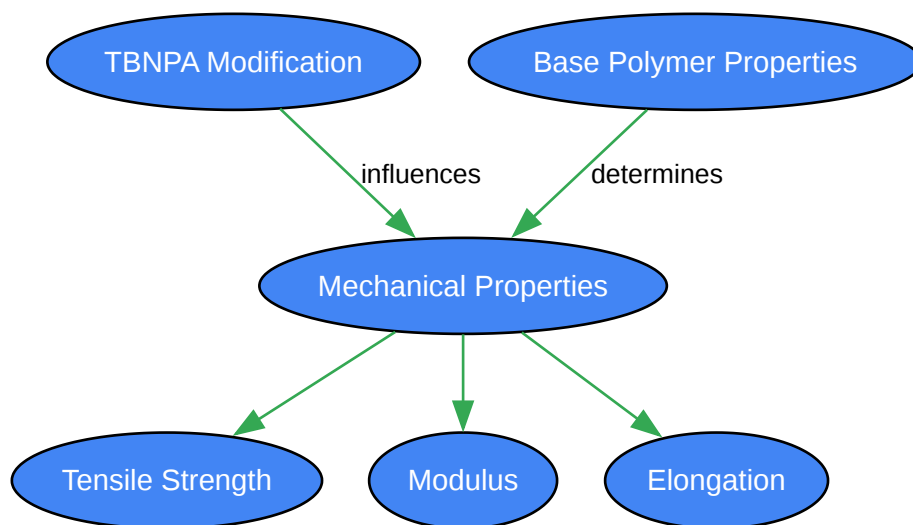 TBNPA Modification
Base Polymer Properties
influences
determines
Mechanical Properties
Tensile Strength
Modulus
Elongation